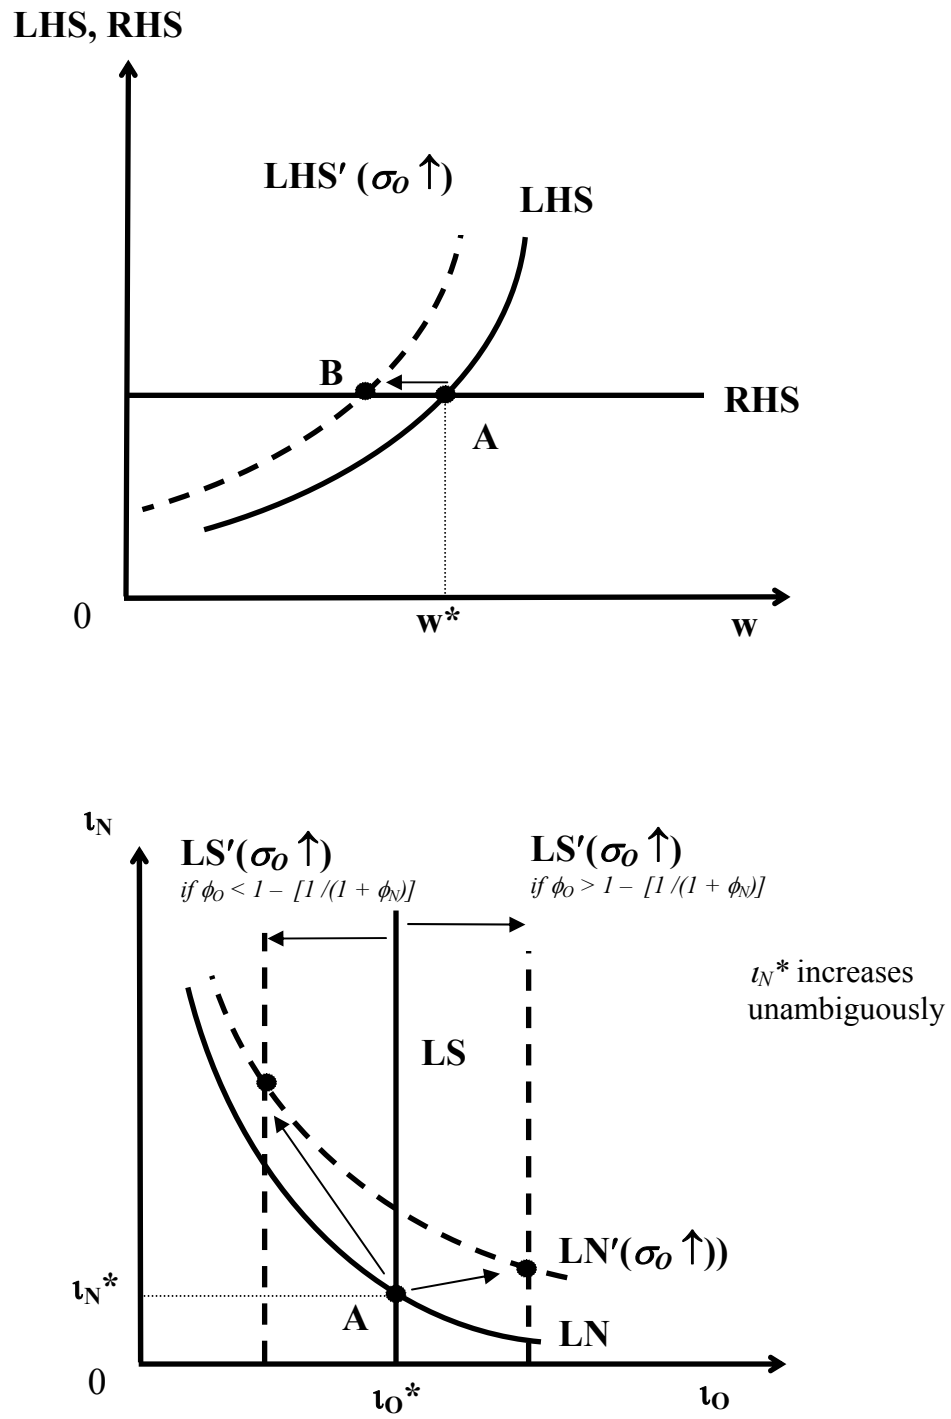 LHS, RHS
LHS′ (σO ↑)
LHS
B
RHS
A
0
w*
w
ιN
LS′(σO ↑)
if ϕO < 1 – [1 /(1 + ϕN)]
LS′(σO ↑)
if ϕO > 1 – [1 /(1 + ϕN)]
ιN* increases
unambiguously
LS
LN′(σO ↑))
ιN*
A
LN
0
ιO*
ιO